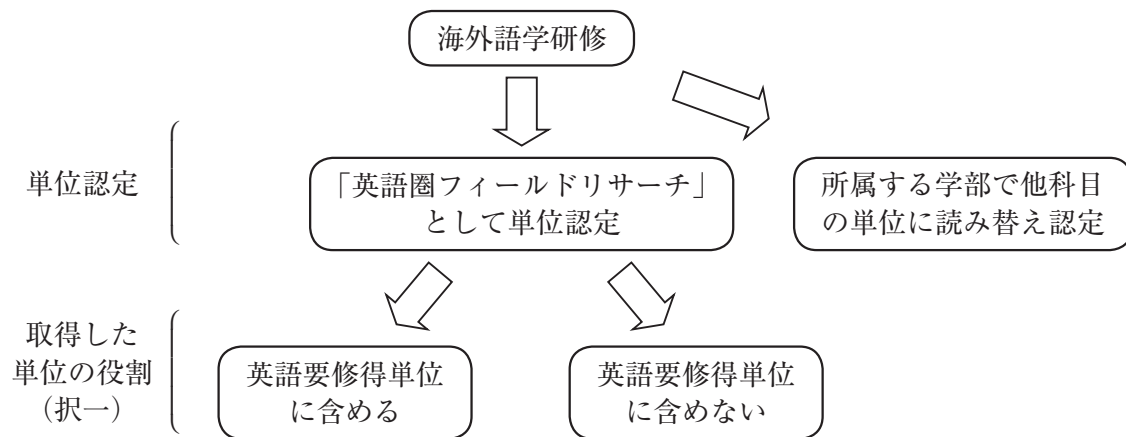 海外語学研修
単位認定
「英語圏フィールドリサーチ」
として単位認定
所属する学部で他科目
の単位に読み替え認定
取得した
単位の役割
（択一）
英語要修得単位
に含める
英語要修得単位
に含めない